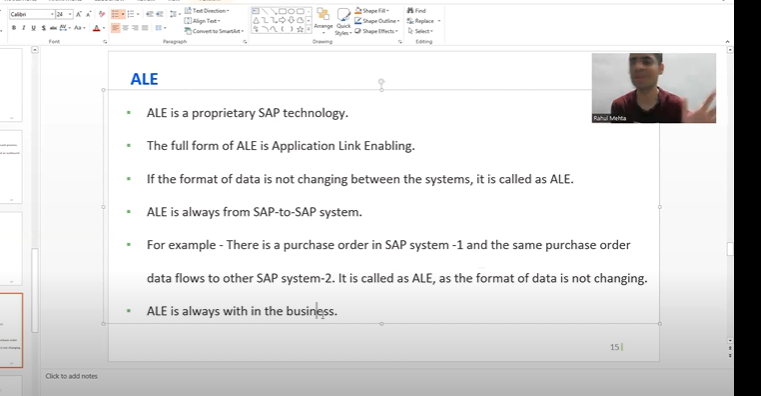 Calibri
24
Text Direction
Align Text
Convert to SmartArt
Arrange
Quick
Styles
Shape Fill
Shape Outline
Shape Effects
Find
Replace
Select
Font
Paragraph
Drawing
Editing
ALE
Rahul Mehta
ALE is a proprietary SAP technology.
The full form of ALE is Application Link Enabling.
If the format of data is not changing between the systems, it is called as ALE.
ALE is always from SAP-to-SAP system.
For example - There is a purchase order in SAP system -1 and the same purchase order
data flows to other SAP system-2. It is called as ALE, as the format of data is not changing.
ALE is always with in the business.
15
Click to add notes